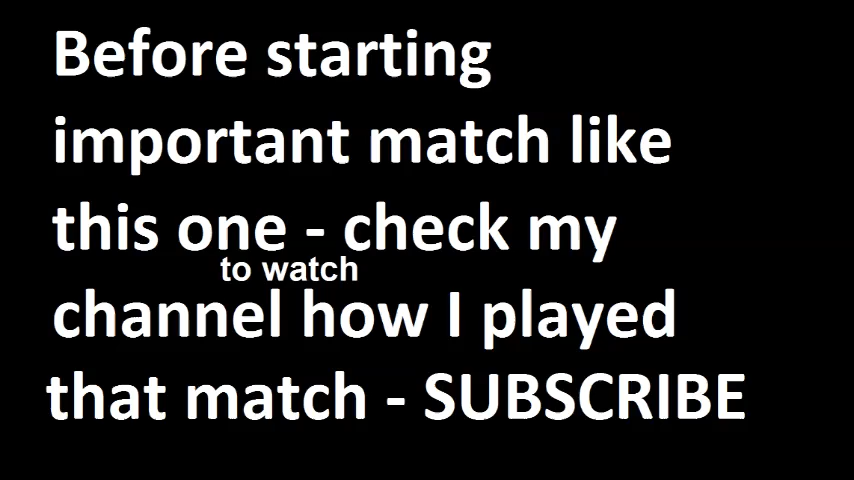 Before starting
important match like
this one - check my
to watch
channel how I played
that match - SUBSCRIBE